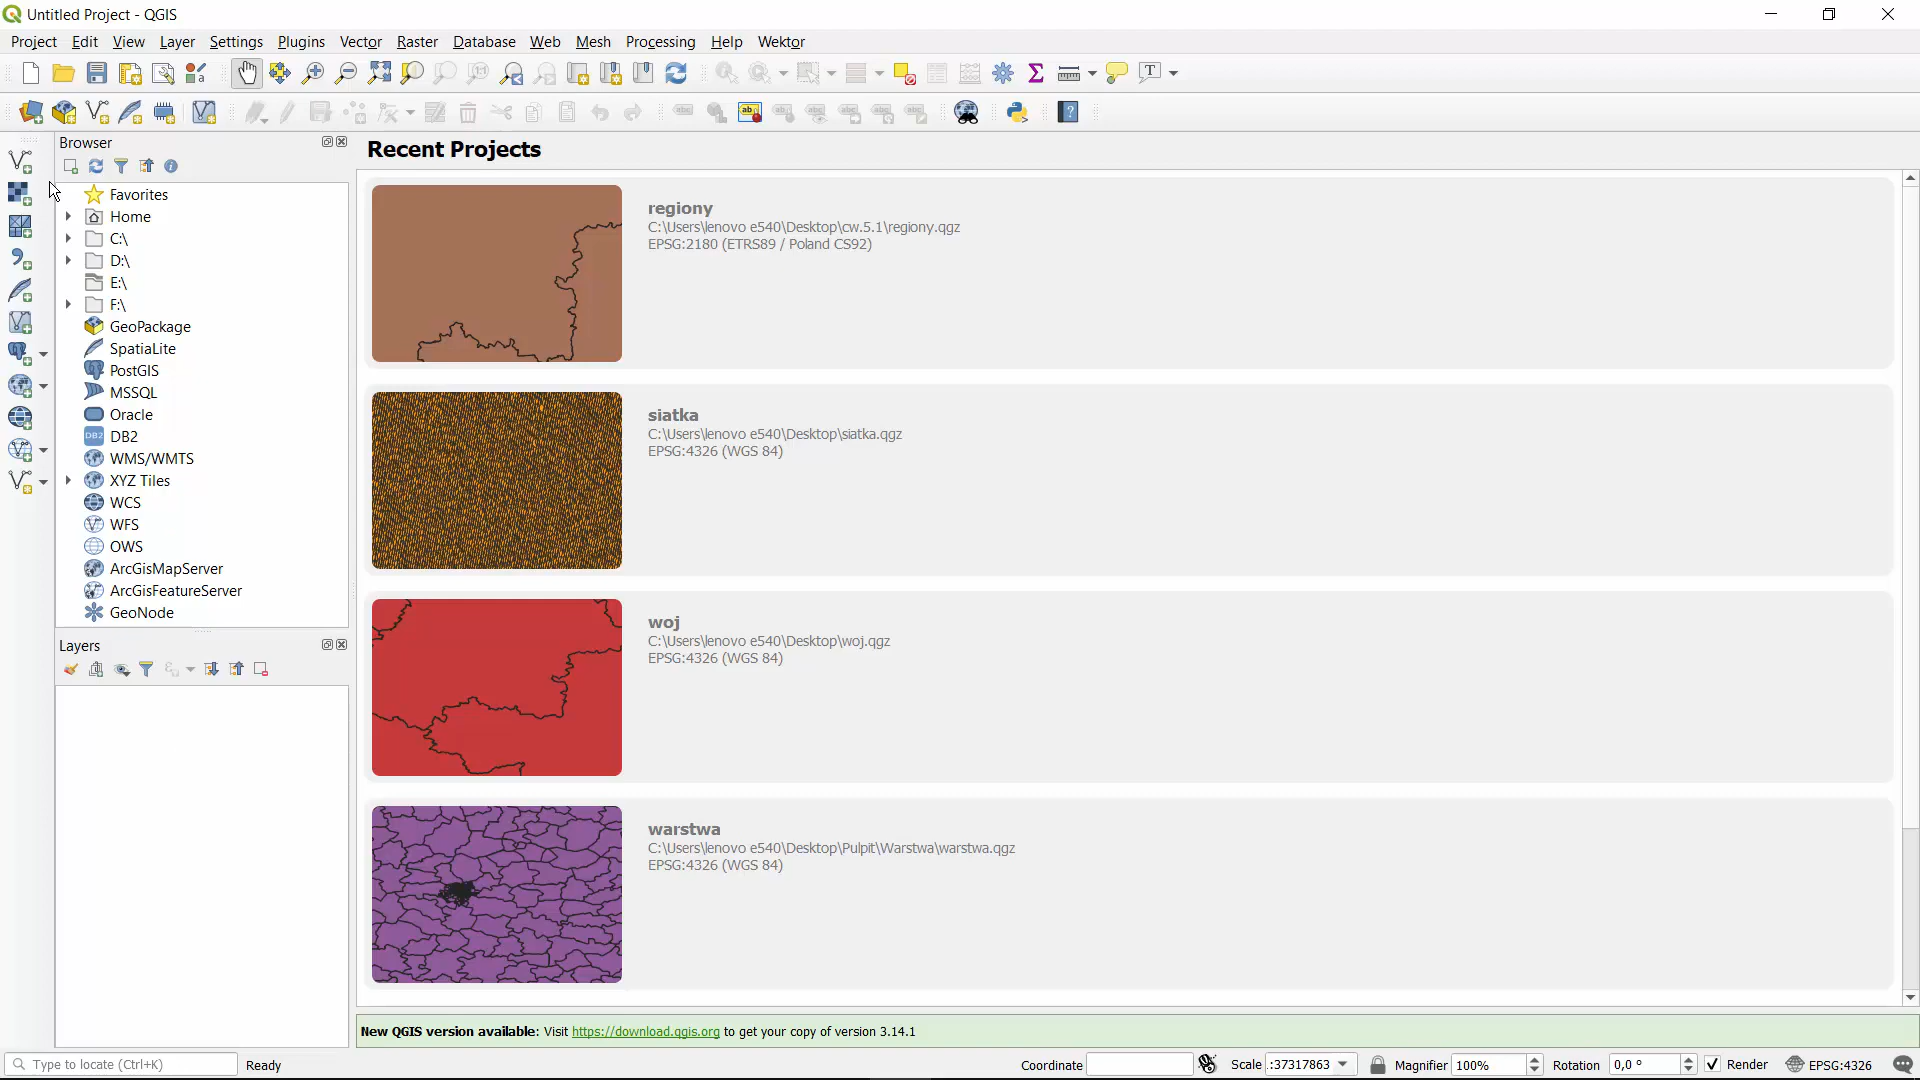 Untitled Project - QGIS
Project Edit View Layer Settings Plugins Vector Raster Database Web Mesh Processing Help Wektor
Browser
Favorites
Home
C:\
D:\
E:\
F:\
GeoPackage
SpatiaLite
PostGIS
MSSQL
Oracle
DB2 DB2
WMS/WMTS
XYZ Tiles
WCS
WFS
OWS
ArcGisMapServer
ArcGisFeatureServer
GeoNode
Layers
Recent Projects
regiony
C:\Users\lenovo e540\Desktop\cw.5.1\regiony.qgz
EPSG:2180 (ETRS89 / Poland CS92)
siatka
C:\Users\lenovo e540\Desktop\siatka.qgz
EPSG:4326 (WGS 84)
woj
C:\Users\lenovo e540\Desktop\woj.qgz
EPSG:4326 (WGS 84)
warstwa
C:\Users\lenovo e540\Desktop\Pulpit\Warstwa\warstwa.qgz
EPSG:4326 (WGS 84)
New QGIS version available: Visit https://download.qgis.org to get your copy of version 3.14.1
Type to locate (Ctrl+K) Ready Coordinate Scale :37317863 Magnifier 100% Rotation 0,0 ° Render EPSG:4326